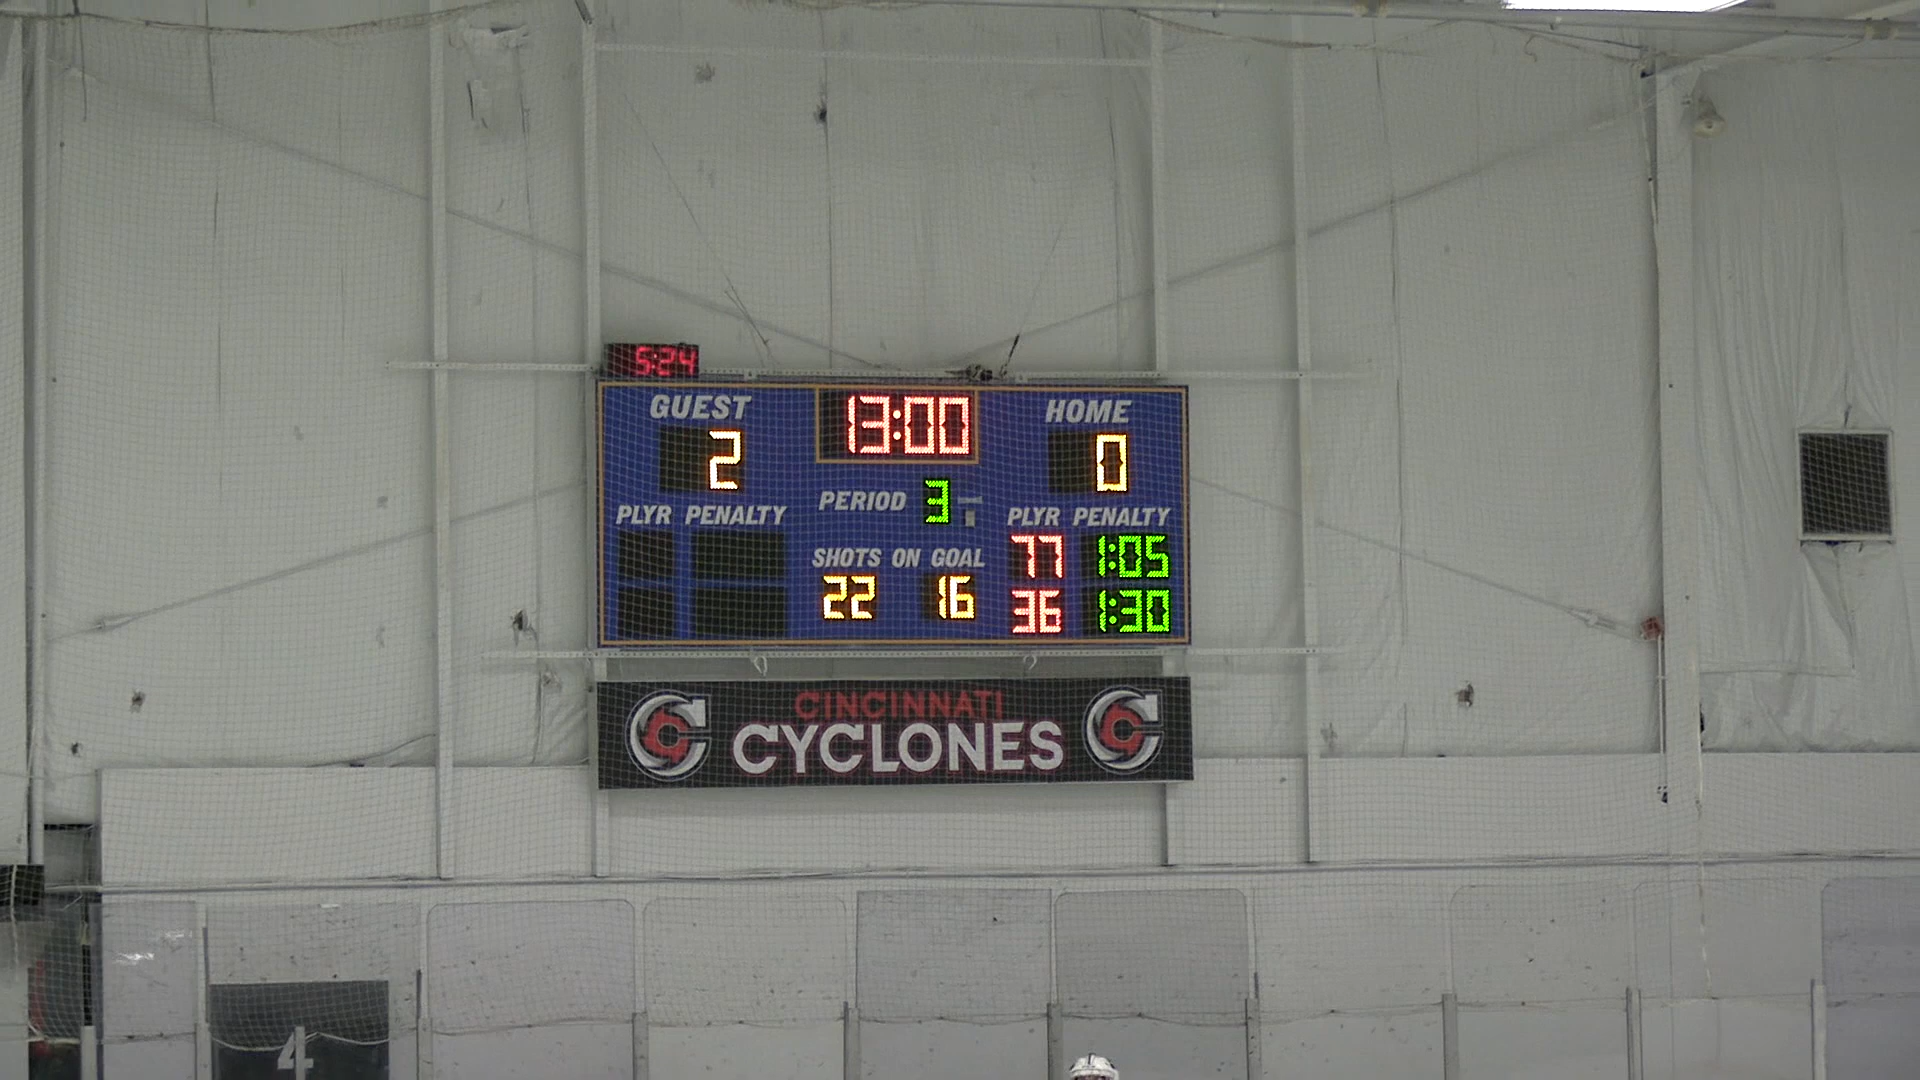 5:24
GUEST 13:00 HOME
2 0
PERIOD 3
PLYR PENALTY PLYR PENALTY
77 1:05
SHOTS ON GOAL
22 16 36 1:30
CINCINNATI
CYCLONES
4